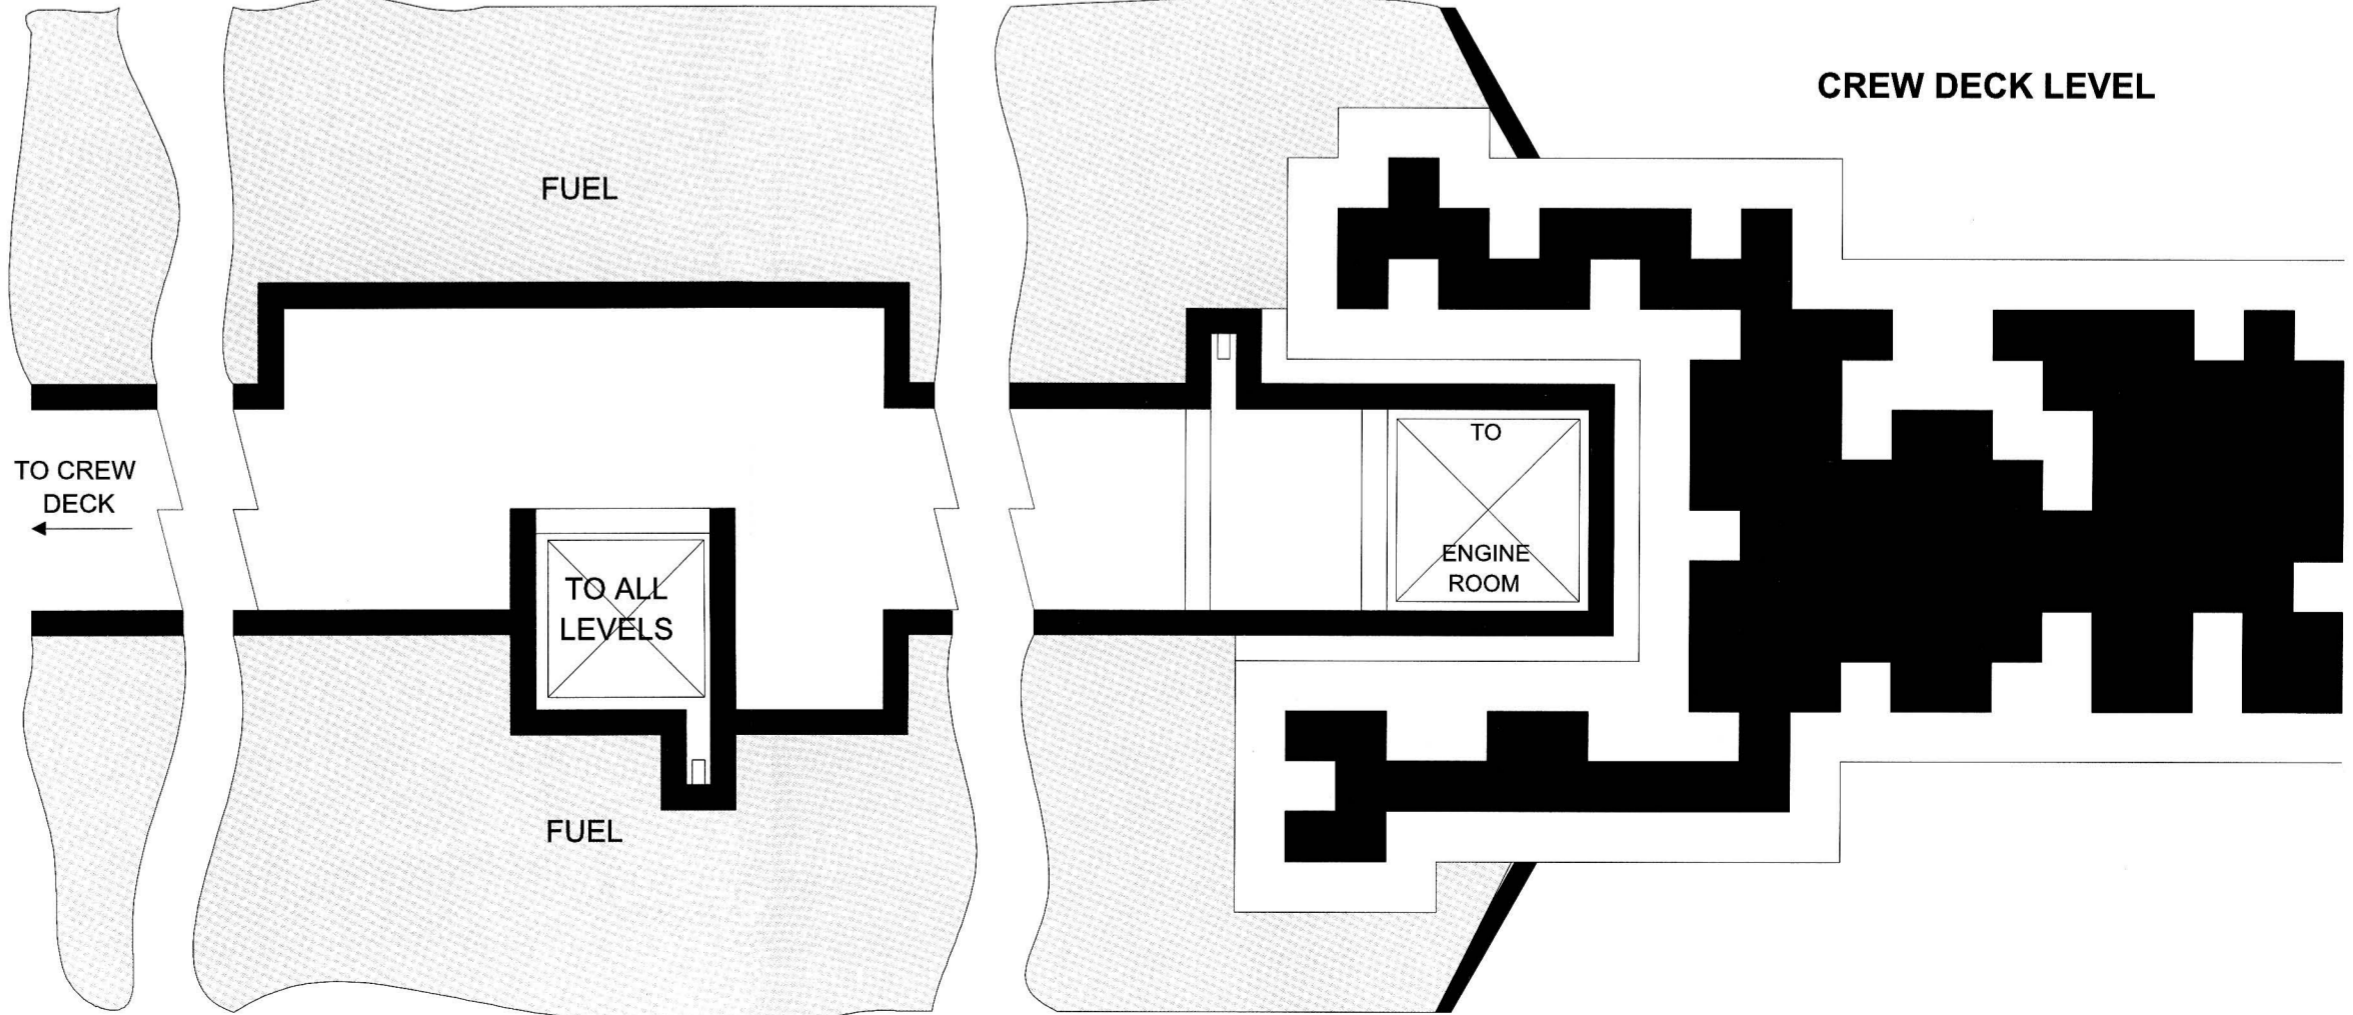 CREW DECK LEVEL
FUEL
TO CREW
DECK
TO ALL
LEVELS
TO
ENGINE
ROOM
FUEL